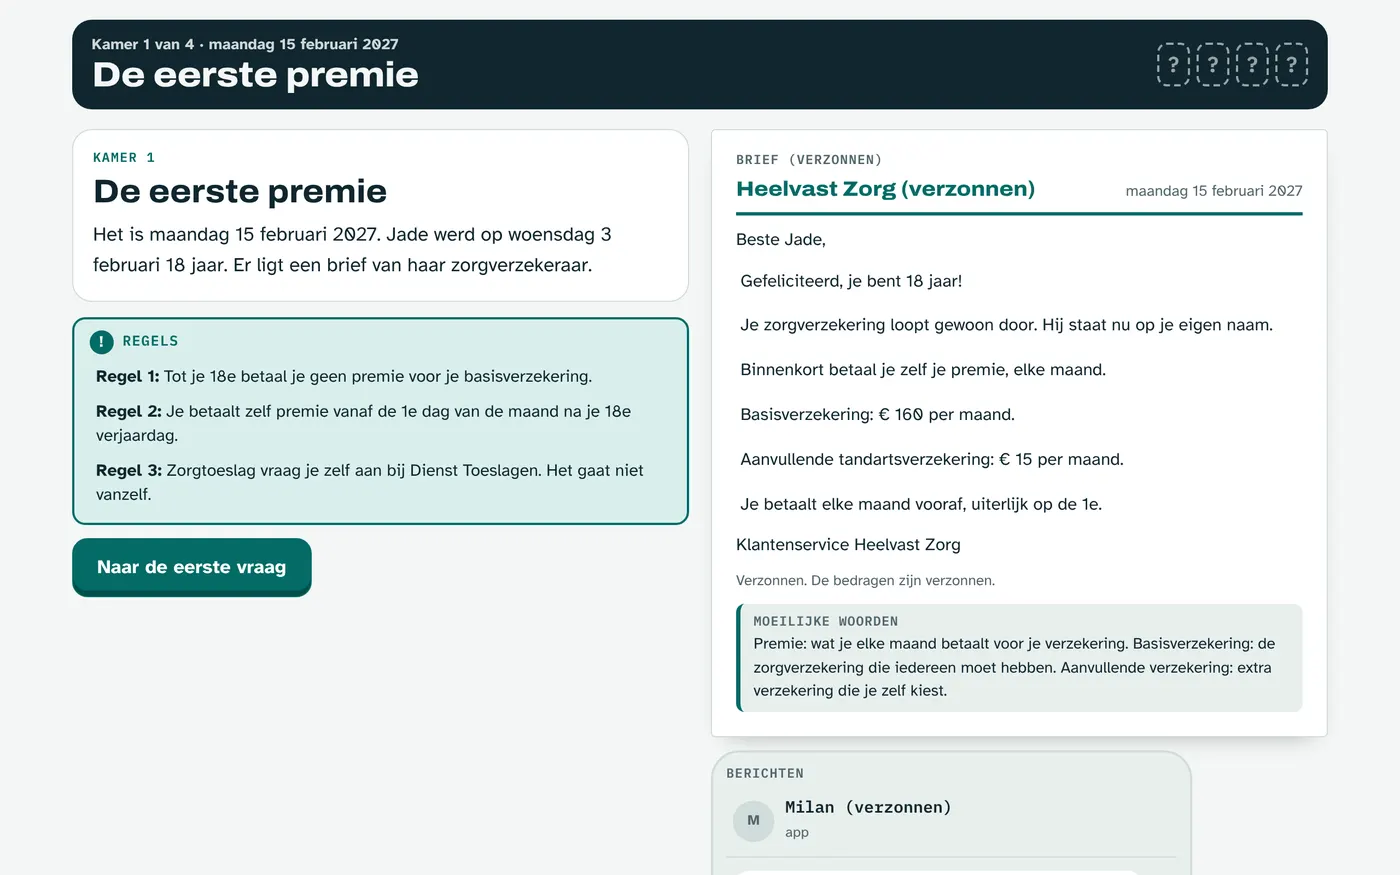 Kamer 1 van 4 · maandag 15 februari 2027
De eerste premie
? ? ? ?
KAMER 1
De eerste premie
Het is maandag 15 februari 2027. Jade werd op woensdag 3
februari 18 jaar. Er ligt een brief van haar zorgverzekeraar.
! REGELS
Regel 1: Tot je 18e betaal je geen premie voor je basisverzekering.
Regel 2: Je betaalt zelf premie vanaf de 1e dag van de maand na je 18e
verjaardag.
Regel 3: Zorgtoeslag vraag je zelf aan bij Dienst Toeslagen. Het gaat niet
vanzelf.
Naar de eerste vraag
BRIEF (VERZONNEN)
Heelvast Zorg (verzonnen) maandag 15 februari 2027
Beste Jade,
Gefeliciteerd, je bent 18 jaar!
Je zorgverzekering loopt gewoon door. Hij staat nu op je eigen naam.
Binnenkort betaal je zelf je premie, elke maand.
Basisverzekering: € 160 per maand.
Aanvullende tandartsverzekering: € 15 per maand.
Je betaalt elke maand vooraf, uiterlijk op de 1e.
Klantenservice Heelvast Zorg
Verzonnen. De bedragen zijn verzonnen.
MOEILIJKE WOORDEN
Premie: wat je elke maand betaalt voor je verzekering. Basisverzekering: de
zorgverzekering die iedereen moet hebben. Aanvullende verzekering: extra
verzekering die je zelf kiest.
BERICHTEN
M
Milan (verzonnen)
app